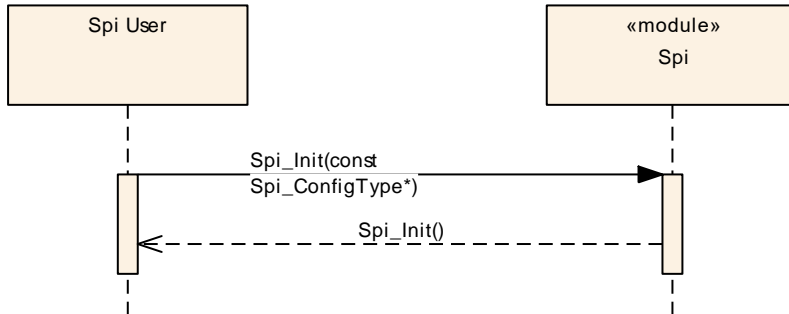 Spi User
«module»
Spi
Spi_Init(const
Spi_ConfigType*)
Spi_Init()